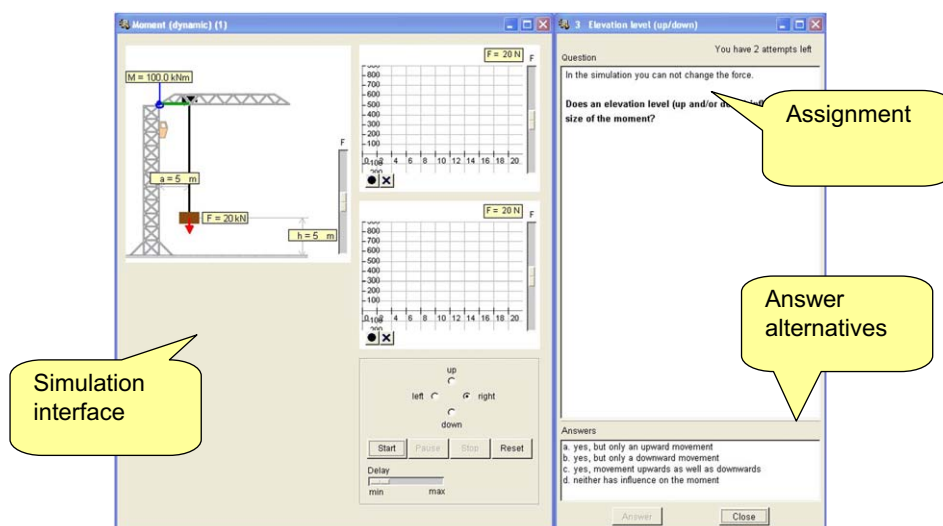 Moment (dynamic) (1)
M = 100.0 kNm
a = 5 m
F = 20 kN
h = 5 m
F
F = 20 N
F
800
700
600
500
400
300
200
100
0 2 4 6 8 10 12 14 16 18 20
-100
F = 20 N
F
800
700
600
500
400
300
200
100
0 2 4 6 8 10 12 14 16 18 20
-100
up
left
right
down
Start Pause Stop Reset
Delay
min max
3 Elevation level (up/down)
You have 2 attempts left
Question
In the simulation you can not change the force.
Does an elevation level (up and/or
size of the moment?
Answers
a. yes, but only an upward movement
b. yes, but only a downward movement
c. yes, movement upwards as well as downwards
d. neither has influence on the moment
Answer Close
Assignment
Answer
alternatives
Simulation
interface